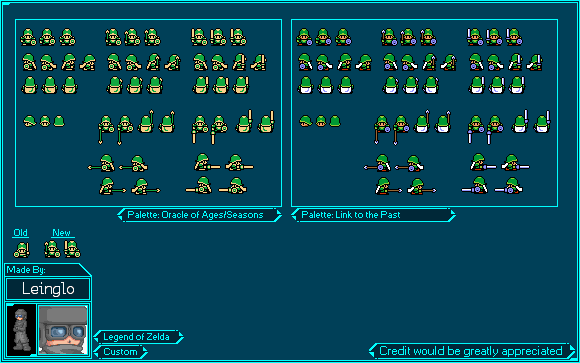 Palette: Oracle of Ages/Seasons
Palette: Link to the Past
Old New
Made By:
Leinglo
Legend of Zelda
Custom
Credit would be greatly appreciated